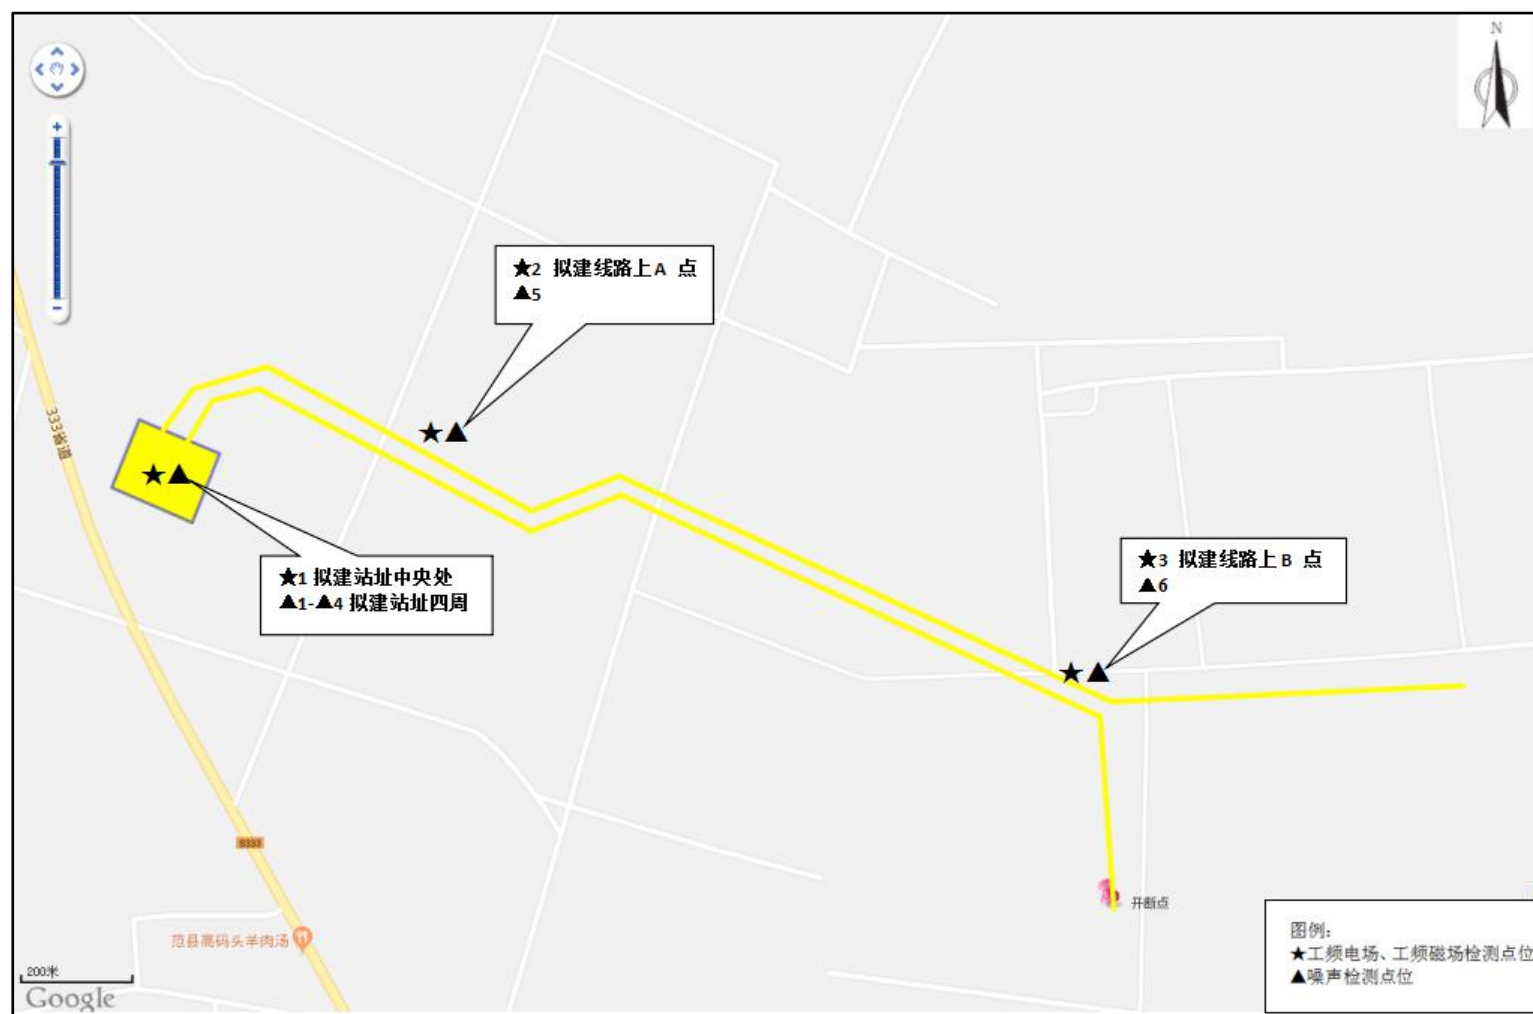 N
★2 拟建线路上A 点
▲5
333省道
★1 拟建站址中央处
▲1-▲4 拟建站址四周
★3 拟建线路上 B 点
▲6
S333
开断点
范县高码头羊肉汤
200米
Google
图例:
★工频电场、工频磁场检测点位
▲噪声检测点位